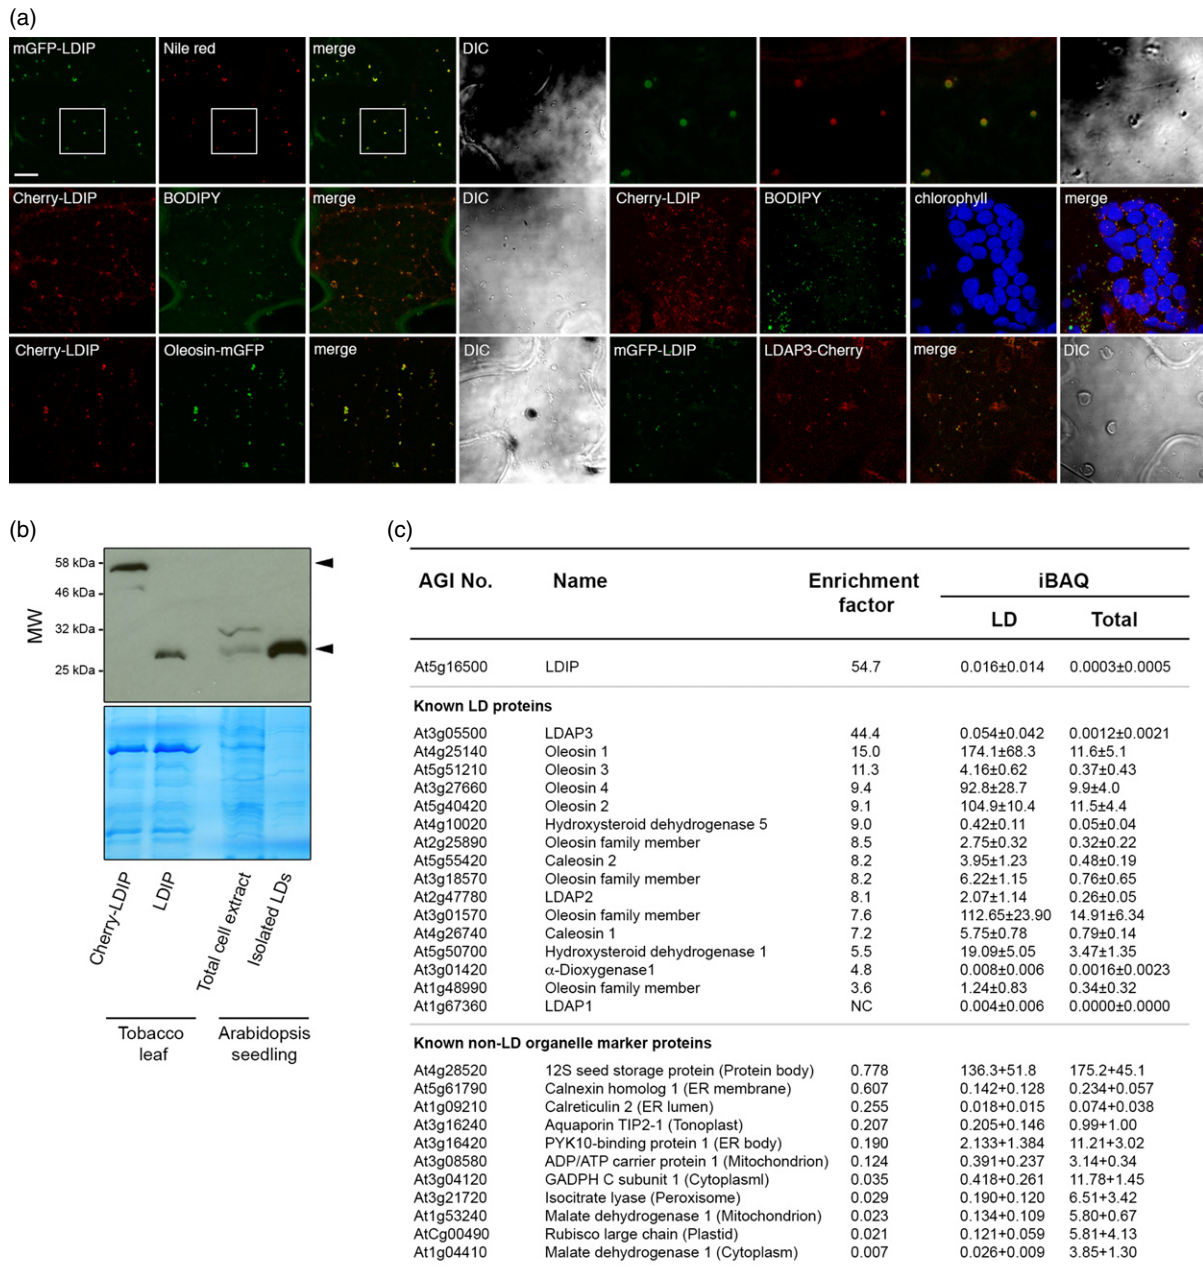 (a)
mGFP-LDIP Nile red merge DIC
Cherry-LDIP BODIPY merge DIC Cherry-LDIP BODIPY chlorophyll merge
Cherry-LDIP Oleosin-mGFP merge DIC mGFP-LDIP LDAP3-Cherry merge DIC
(b)
MW
58 kDa
46 kDa
32 kDa
25 kDa
Cherry-LDIP
LDIP
Total cell extract
Isolated LDs
Tobacco leaf
Arabidopsis seedling
(c)
AGI No. Name Enrichment factor iBAQ
LD Total
At5g16500 LDIP 54.7 0.016±0.014 0.0003±0.0005
Known LD proteins
At3g05500 LDAP3 44.4 0.054±0.042 0.0012±0.0021
At4g25140 Oleosin 1 15.0 174.1±68.3 11.6±5.1
At5g51210 Oleosin 3 11.3 4.16±0.62 0.37±0.43
At3g27660 Oleosin 4 9.4 92.8±28.7 9.9±4.0
At5g40420 Oleosin 2 9.1 104.9±10.4 11.5±4.4
At4g10020 Hydroxysteroid dehydrogenase 5 9.0 0.42±0.11 0.05±0.04
At2g25890 Oleosin family member 8.5 2.75±0.32 0.32±0.22
At5g55420 Caleosin 2 8.2 3.95±1.23 0.48±0.19
At3g18570 Oleosin family member 8.2 6.22±1.15 0.76±0.65
At2g47780 LDAP2 8.1 2.07±1.14 0.26±0.05
At3g01570 Oleosin family member 7.6 112.65±23.90 14.91±6.34
At4g26740 Caleosin 1 7.2 5.75±0.78 0.79±0.14
At5g50700 Hydroxysteroid dehydrogenase 1 5.5 19.09±5.05 3.47±1.35
At3g01420 α-Dioxygenase1 4.8 0.008±0.006 0.0016±0.0023
At1g48990 Oleosin family member 3.6 1.24±0.83 0.34±0.32
At1g67360 LDAP1 NC 0.004±0.006 0.0000±0.0000
Known non-LD organelle marker proteins
At4g28520 12S seed storage protein (Protein body) 0.778 136.3+51.8 175.2+45.1
At5g61790 Calnexin homolog 1 (ER membrane) 0.607 0.142+0.128 0.234+0.057
At1g09210 Calreticulin 2 (ER lumen) 0.255 0.018+0.015 0.074+0.038
At3g16240 Aquaporin TIP2-1 (Tonoplast) 0.207 0.205+0.146 0.99+1.00
At3g16420 PYK10-binding protein 1 (ER body) 0.190 2.133+1.384 11.21+3.02
At3g08580 ADP/ATP carrier protein 1 (Mitochondrion) 0.124 0.391+0.237 3.14+0.34
At3g04120 GADPH C subunit 1 (Cytoplasml) 0.035 0.418+0.261 11.78+1.45
At3g21720 Isocitrate lyase (Peroxisome) 0.029 0.190+0.120 6.51+3.42
At1g53240 Malate dehydrogenase 1 (Mitochondrion) 0.023 0.134+0.109 5.80+0.67
AtCg00490 Rubisco large chain (Plastid) 0.021 0.121+0.059 5.81+4.13
At1g04410 Malate dehydrogenase 1 (Cytoplasm) 0.007 0.026+0.009 3.85+1.30